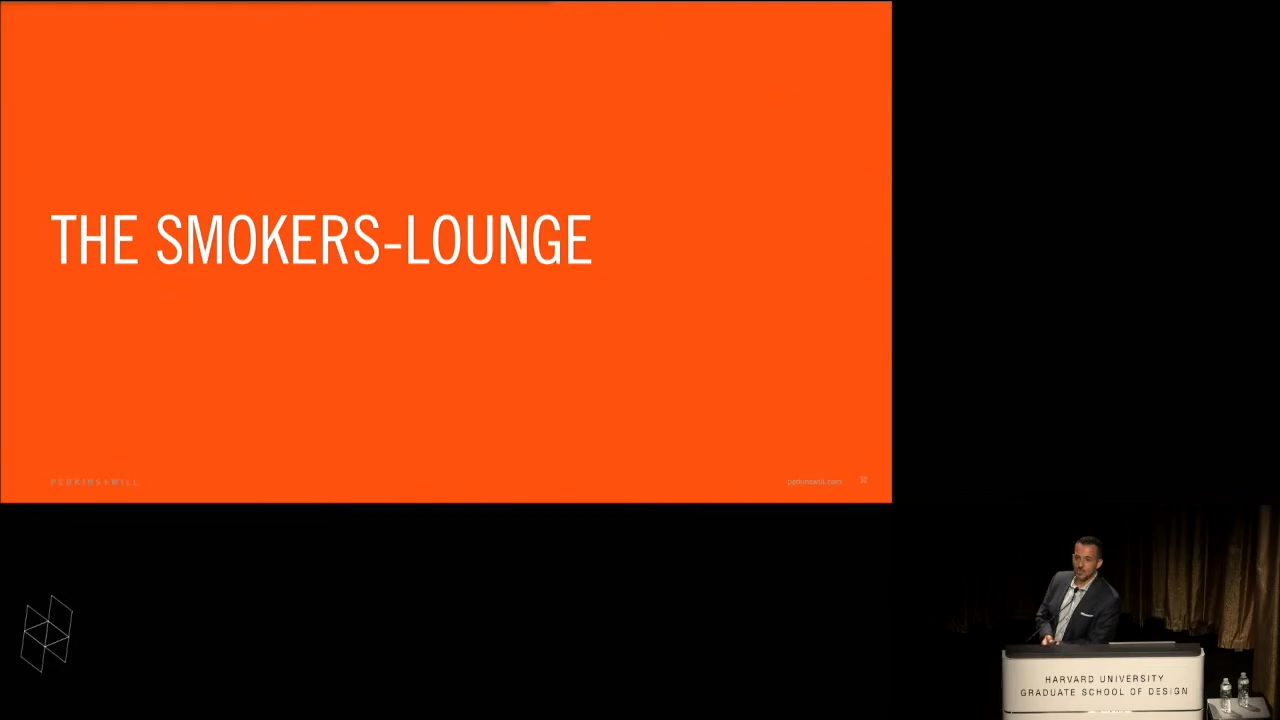 THE SMOKERS-LOUNGE
PERKINS+WILL
HARVARD UNIVERSITY
GRADUATE SCHOOL OF DESIGN